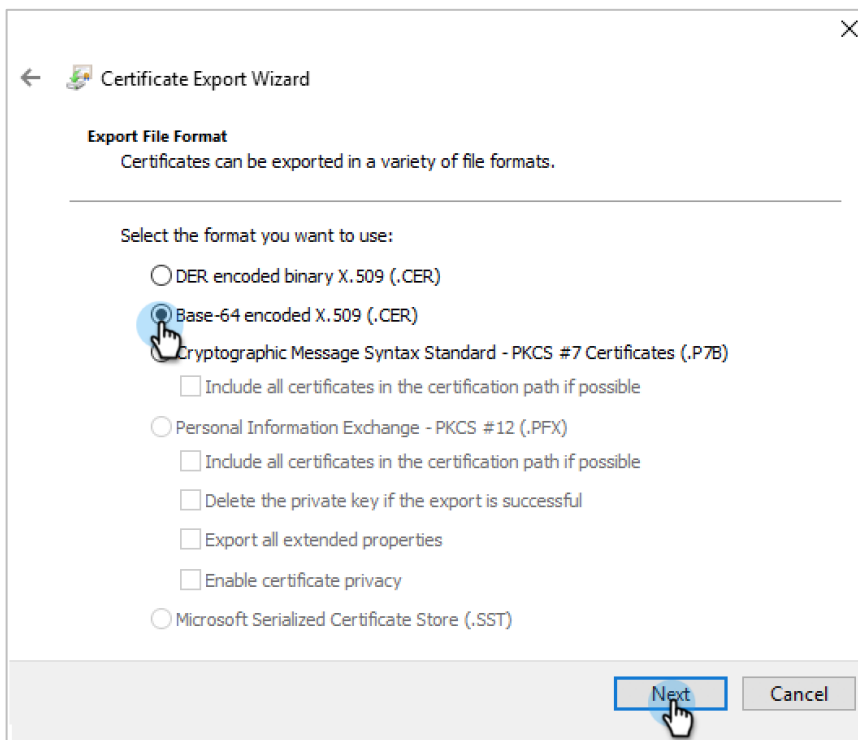 Certificate Export Wizard
Export File Format
Certificates can be exported in a variety of file formats.
Select the format you want to use:
DER encoded binary X.509 (.CER)
Base-64 encoded X.509 (.CER)
Cryptographic Message Syntax Standard - PKCS #7 Certificates (.P7B)
Include all certificates in the certification path if possible
Personal Information Exchange - PKCS #12 (.PFX)
Include all certificates in the certification path if possible
Delete the private key if the export is successful
Export all extended properties
Enable certificate privacy
Microsoft Serialized Certificate Store (.SST)
Next Cancel